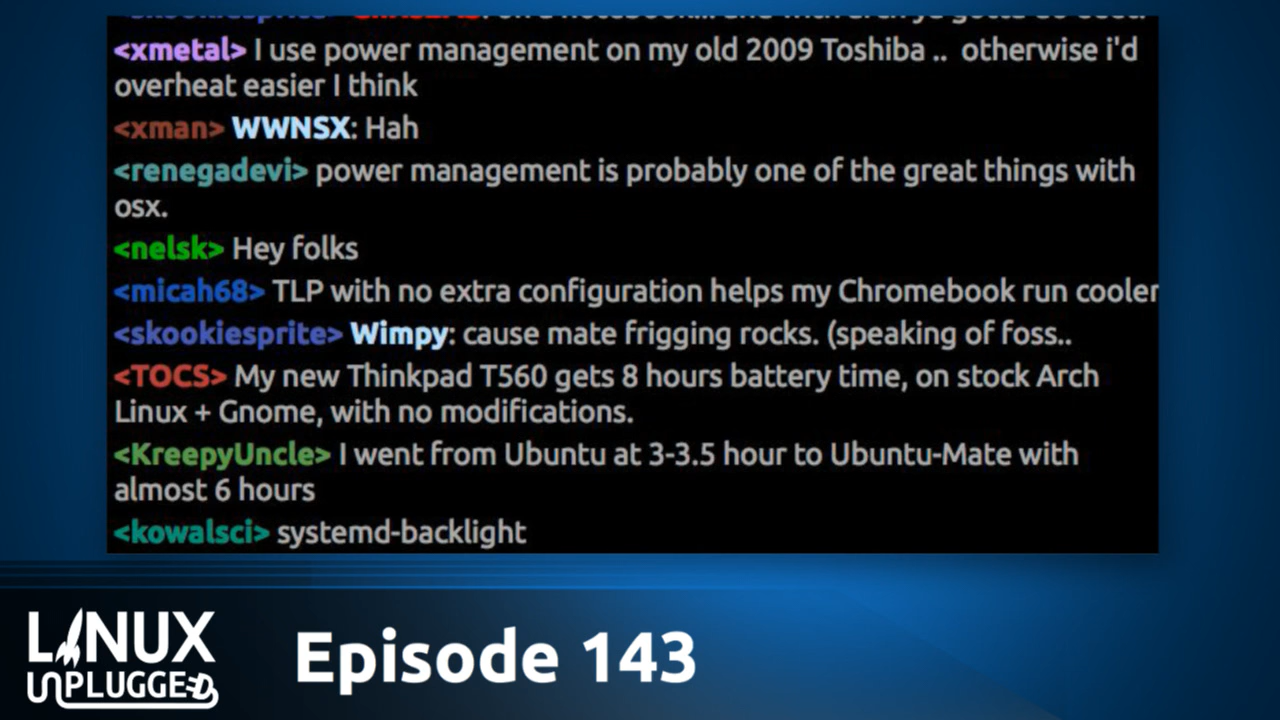 <xmetal> I use power management on my old 2009 Toshiba .. otherwise i'd
overheat easier I think
<xman> WWNSX: Hah
<renegadevi> power management is probably one of the great things with
osx.
<nelsk> Hey folks
<micah68> TLP with no extra configuration helps my Chromebook run cooler
<skookiesprite> Wimpy: cause mate frigging rocks. (speaking of foss..
<TOCS> My new Thinkpad T560 gets 8 hours battery time, on stock Arch
Linux + Gnome, with no modifications.
<KreepyUncle> I went from Ubuntu at 3-3.5 hour to Ubuntu-Mate with
almost 6 hours
<kowalsci> systemd-backlight
LINUX
UNPLUGGED
Episode 143